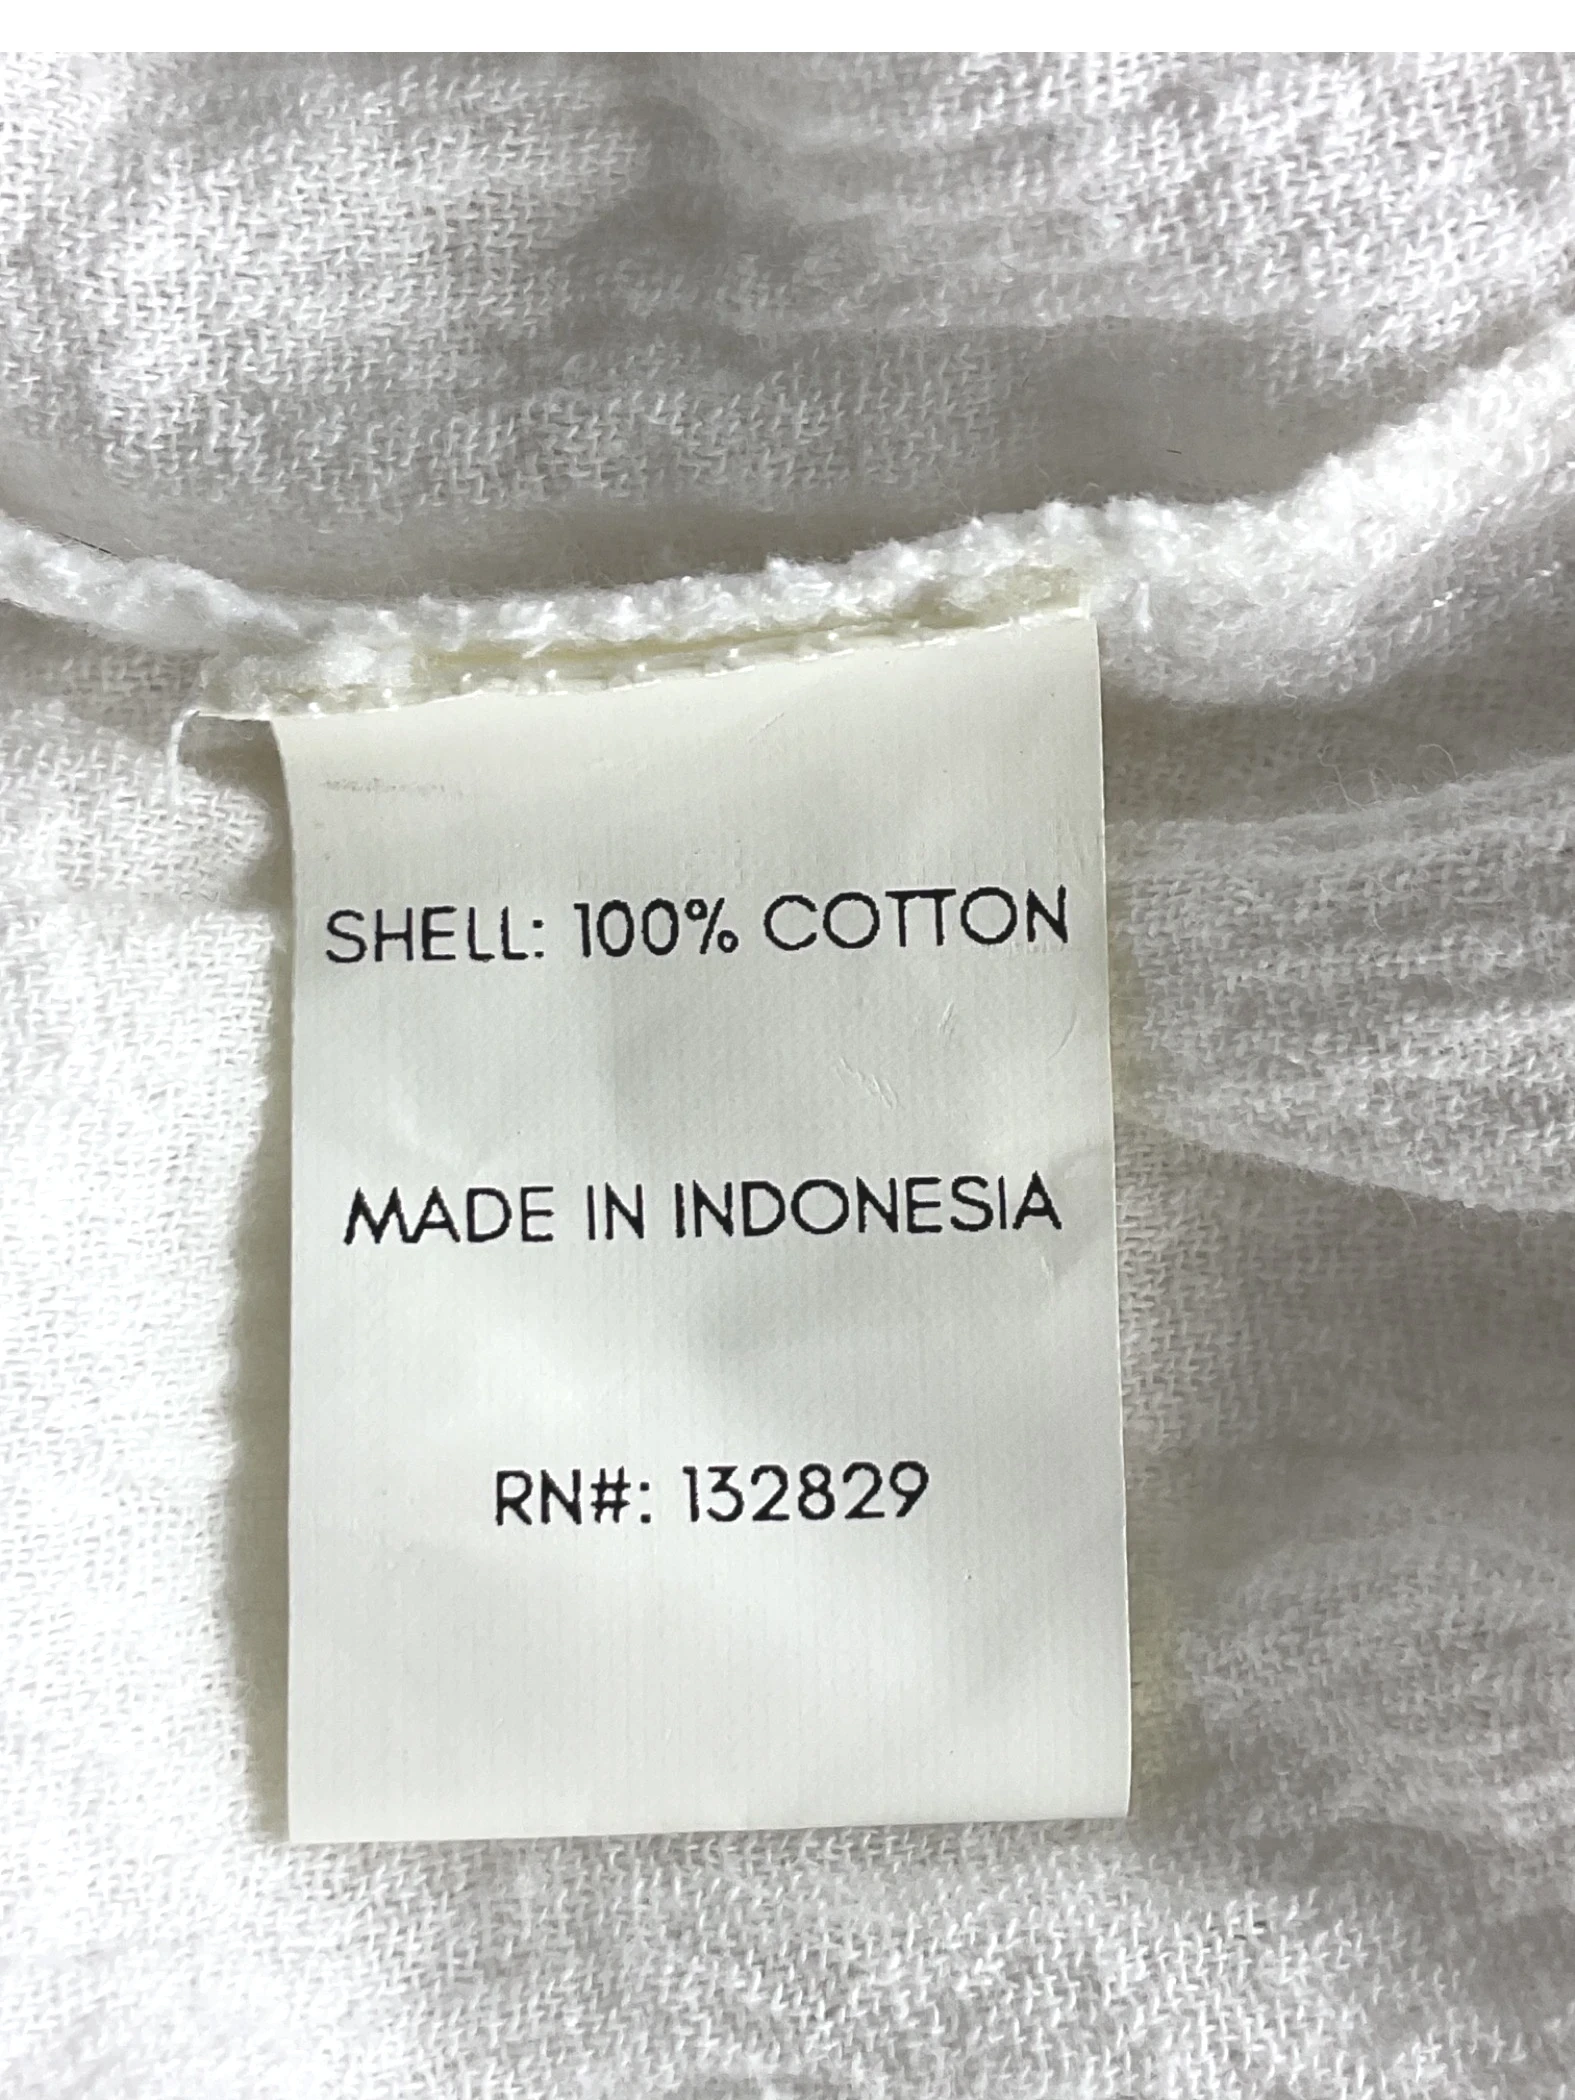 SHELL: 100% COTTON
MADE IN INDONESIA
RN#: 132829